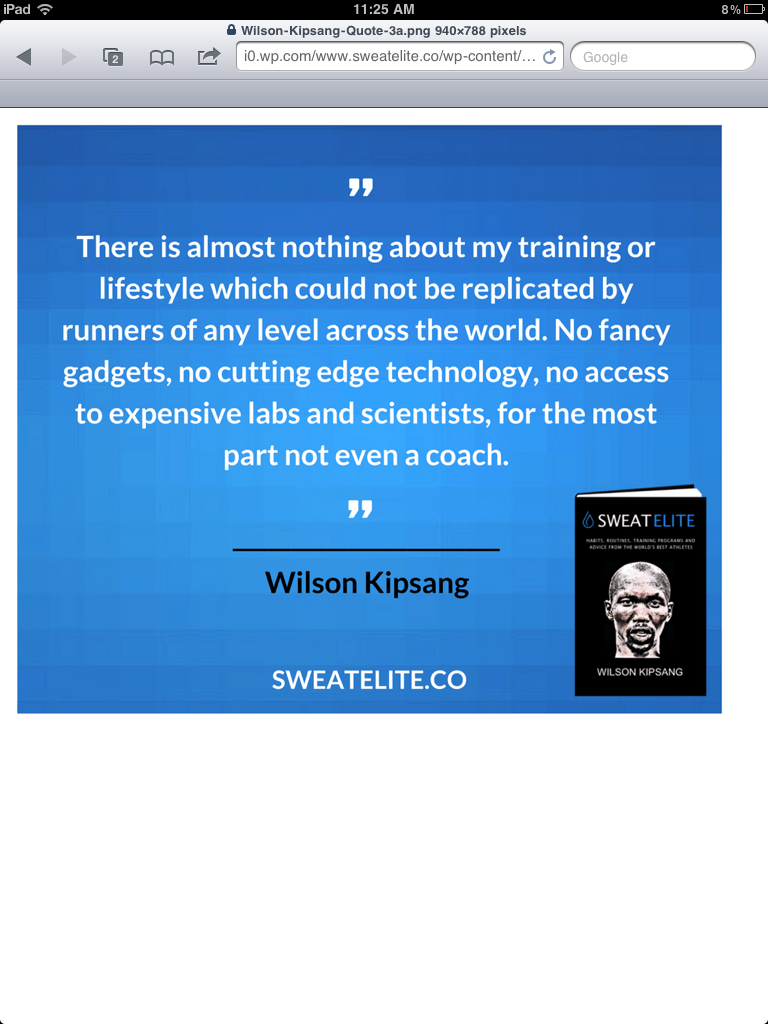 iPad 11:25 AM 8%
Wilson-Kipsang-Quote-3a.png 940×788 pixels
2 i0.wp.com/www.sweatelite.co/wp-content/... Google
”
There is almost nothing about my training or
lifestyle which could not be replicated by
runners of any level across the world. No fancy
gadgets, no cutting edge technology, no access
to expensive labs and scientists, for the most
part not even a coach.
”
Wilson Kipsang
SWEATELITE.CO
SWEATELITE
HABITS, ROUTINES, TRAINING PROGRAMS AND
ADVICE FROM THE WORLD'S BEST ATHLETES
WILSON KIPSANG